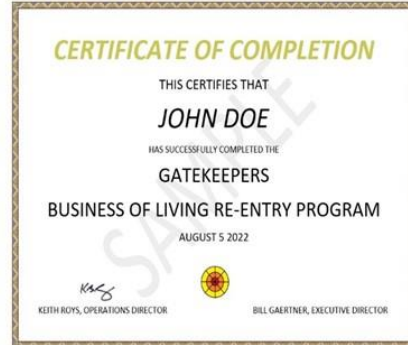 CERTIFICATE OF COMPLETION
THIS CERTIFIES THAT
JOHN DOE
HAS SUCCESSFULLY COMPLETED THE
GATEKEEPERS
BUSINESS OF LIVING RE-ENTRY PROGRAM
AUGUST 5 2022
SAMPLE
KEITH ROYS, OPERATIONS DIRECTOR
BILL GAERTNER, EXECUTIVE DIRECTOR